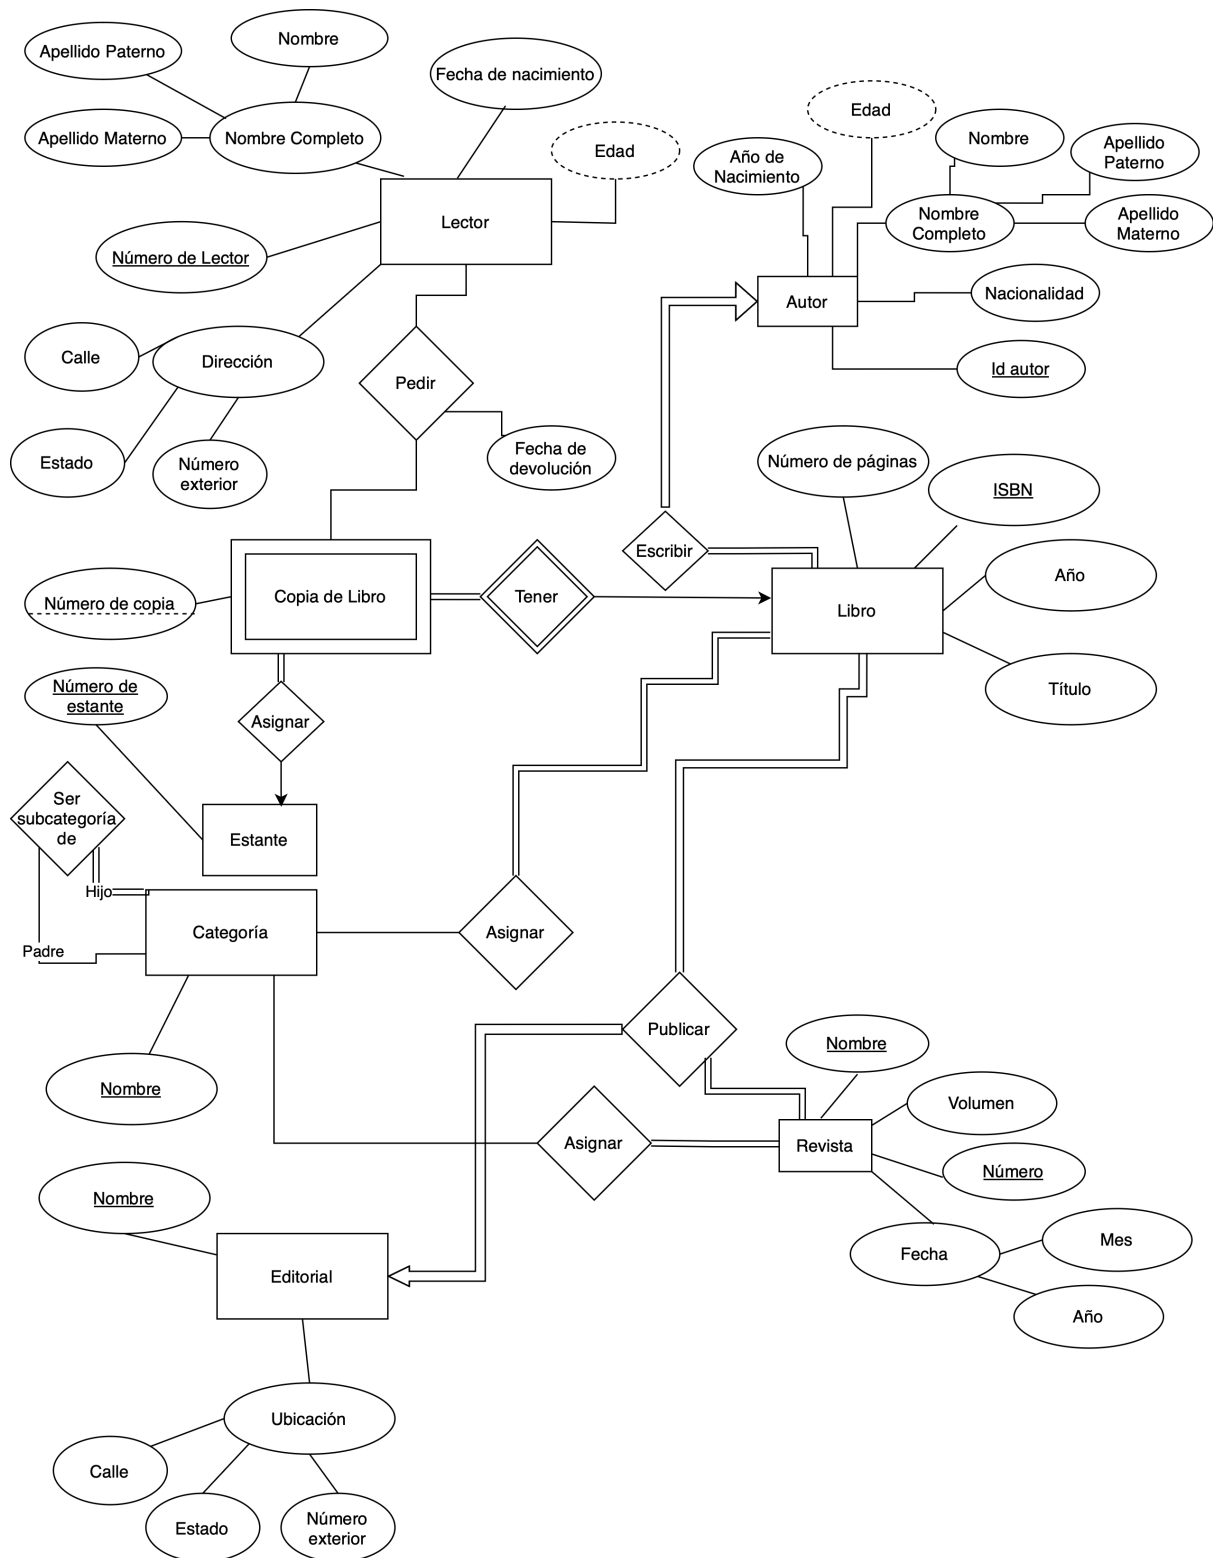 Nombre
Apellido Paterno
Fecha de nacimiento
Apellido Materno
Nombre Completo
Edad
Lector
Número de Lector
Edad
Nombre
Año de
Nacimiento
Apellido
Paterno
Nombre
Completo
Apellido
Materno
Autor
Nacionalidad
Id autor
Calle
Dirección
Pedir
Estado
Número
exterior
Fecha de
devolución
Número de páginas
ISBN
Escribir
Año
Número de copia
Copia de Libro
Tener
Libro
Título
Número de
estante
Asignar
Ser
subcategoría
de
Estante
Hijo
Categoría
Asignar
Padre
Publicar
Nombre
Nombre
Volumen
Asignar
Revista
Número
Nombre
Fecha
Mes
Editorial
Año
Ubicación
Calle
Estado
Número
exterior